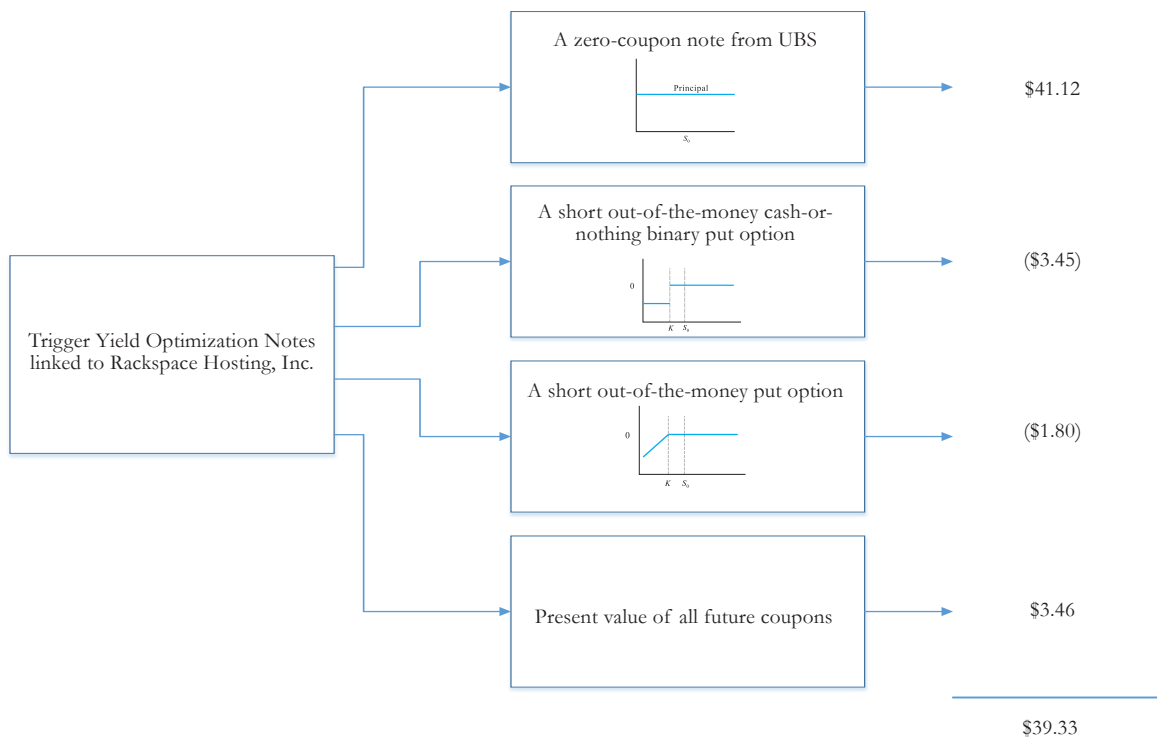 A zero-coupon note from UBS
Principal
S₀
$41.12
A short out-of-the-money cash-or-
nothing binary put option
0
K
S₀
($3.45)
Trigger Yield Optimization Notes
linked to Rackspace Hosting, Inc.
A short out-of-the-money put option
0
K
S₀
($1.80)
Present value of all future coupons
$3.46
$39.33